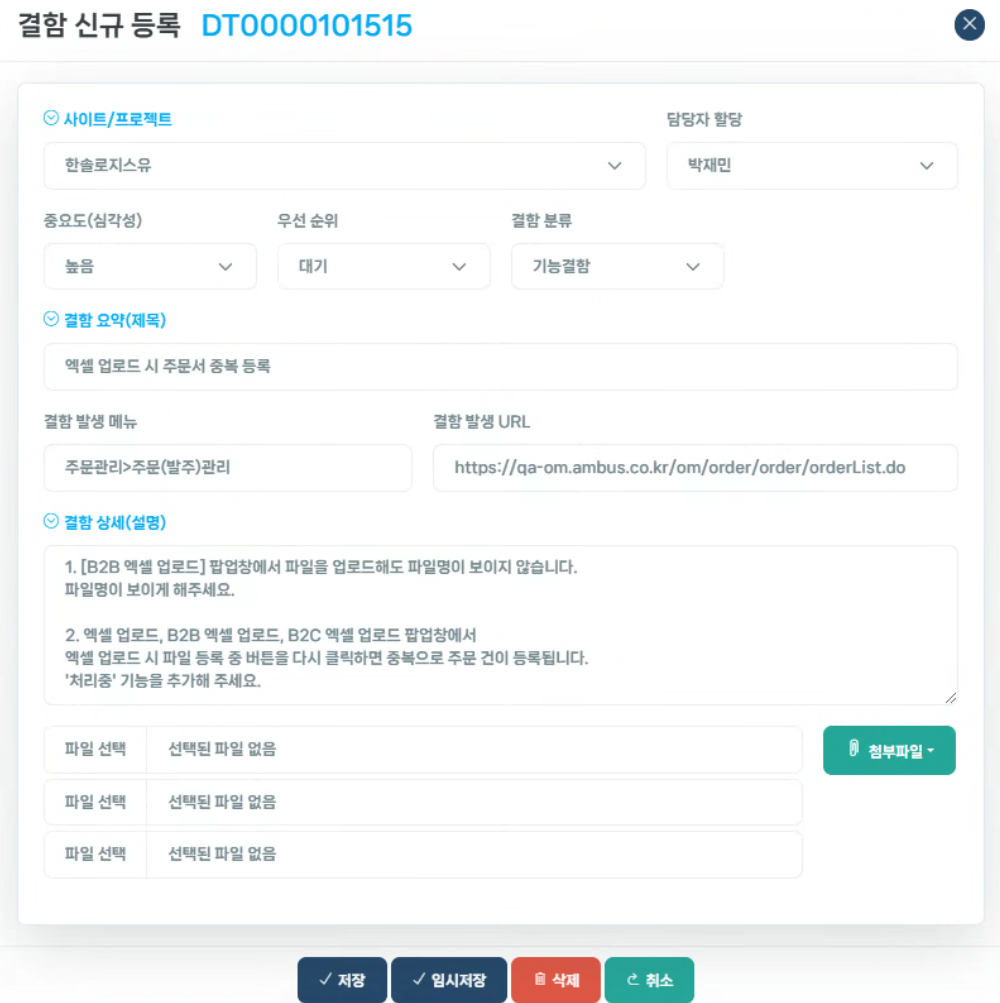 결함 신규 등록 DT0000101515
사이트/프로젝트 담당자 할당
한솔로지스유 박재민
중요도(심각성) 우선 순위 결함 분류
높음 대기 기능결함
결함 요약(제목)
엑셀 업로드 시 주문서 중복 등록
결함 발생 메뉴 결함 발생 URL
주문관리>주문(발주)관리 https://qa-om.ambus.co.kr/om/order/order/orderList.do
결함 상세(설명)
1. [B2B 엑셀 업로드] 팝업창에서 파일을 업로드해도 파일명이 보이지 않습니다.
파일명이 보이게 해주세요.
2. 엑셀 업로드, B2B 엑셀 업로드, B2C 엑셀 업로드 팝업창에서
엑셀 업로드 시 파일 등록 중 버튼을 다시 클릭하면 중복으로 주문 건이 등록됩니다.
'처리중' 기능을 추가해 주세요.
파일 선택 선택된 파일 없음 첨부파일
파일 선택 선택된 파일 없음
파일 선택 선택된 파일 없음
저장 임시저장 삭제 취소